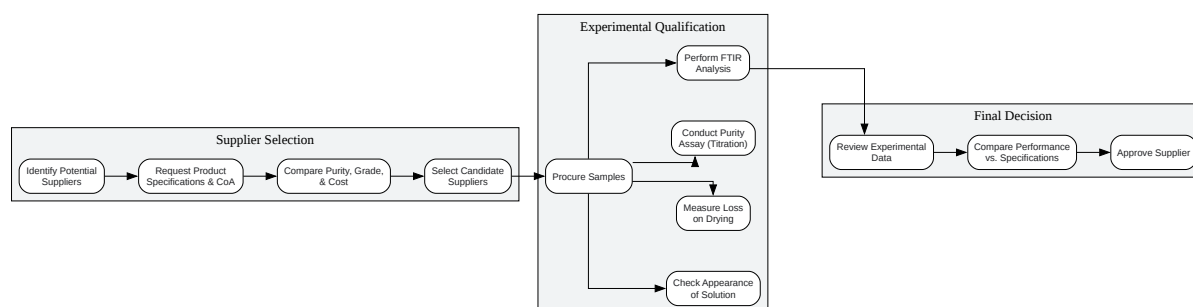 Supplier Selection
Identify Potential
Suppliers
Request Product
Specifications & CoA
Compare Purity, Grade,
& Cost
Select Candidate
Suppliers
Experimental Qualification
Procure Samples
Perform FTIR
Analysis
Conduct Purity
Assay (Titration)
Measure Loss
on Drying
Check Appearance
of Solution
Final Decision
Review Experimental
Data
Compare Performance
vs. Specifications
Approve Supplier